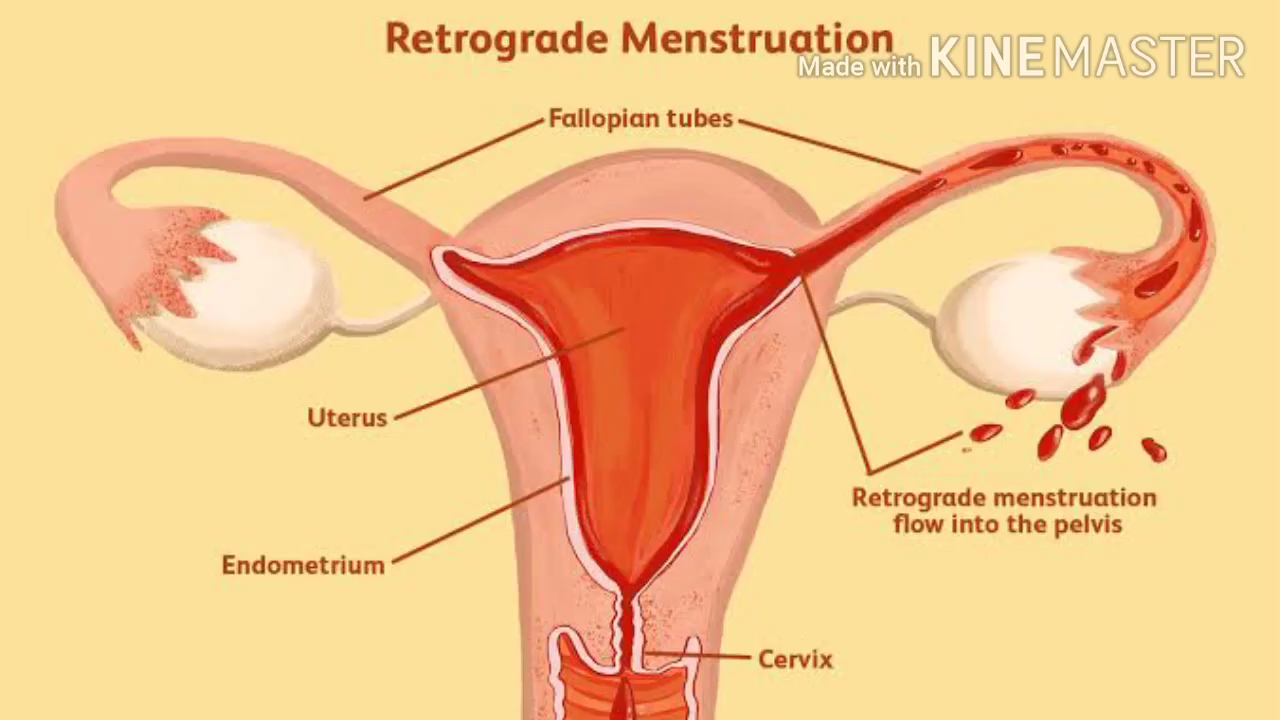 Retrograde Menstruation
Made with KINEMASTER
Fallopian tubes
Uterus
Retrograde menstruation
flow into the pelvis
Endometrium
Cervix